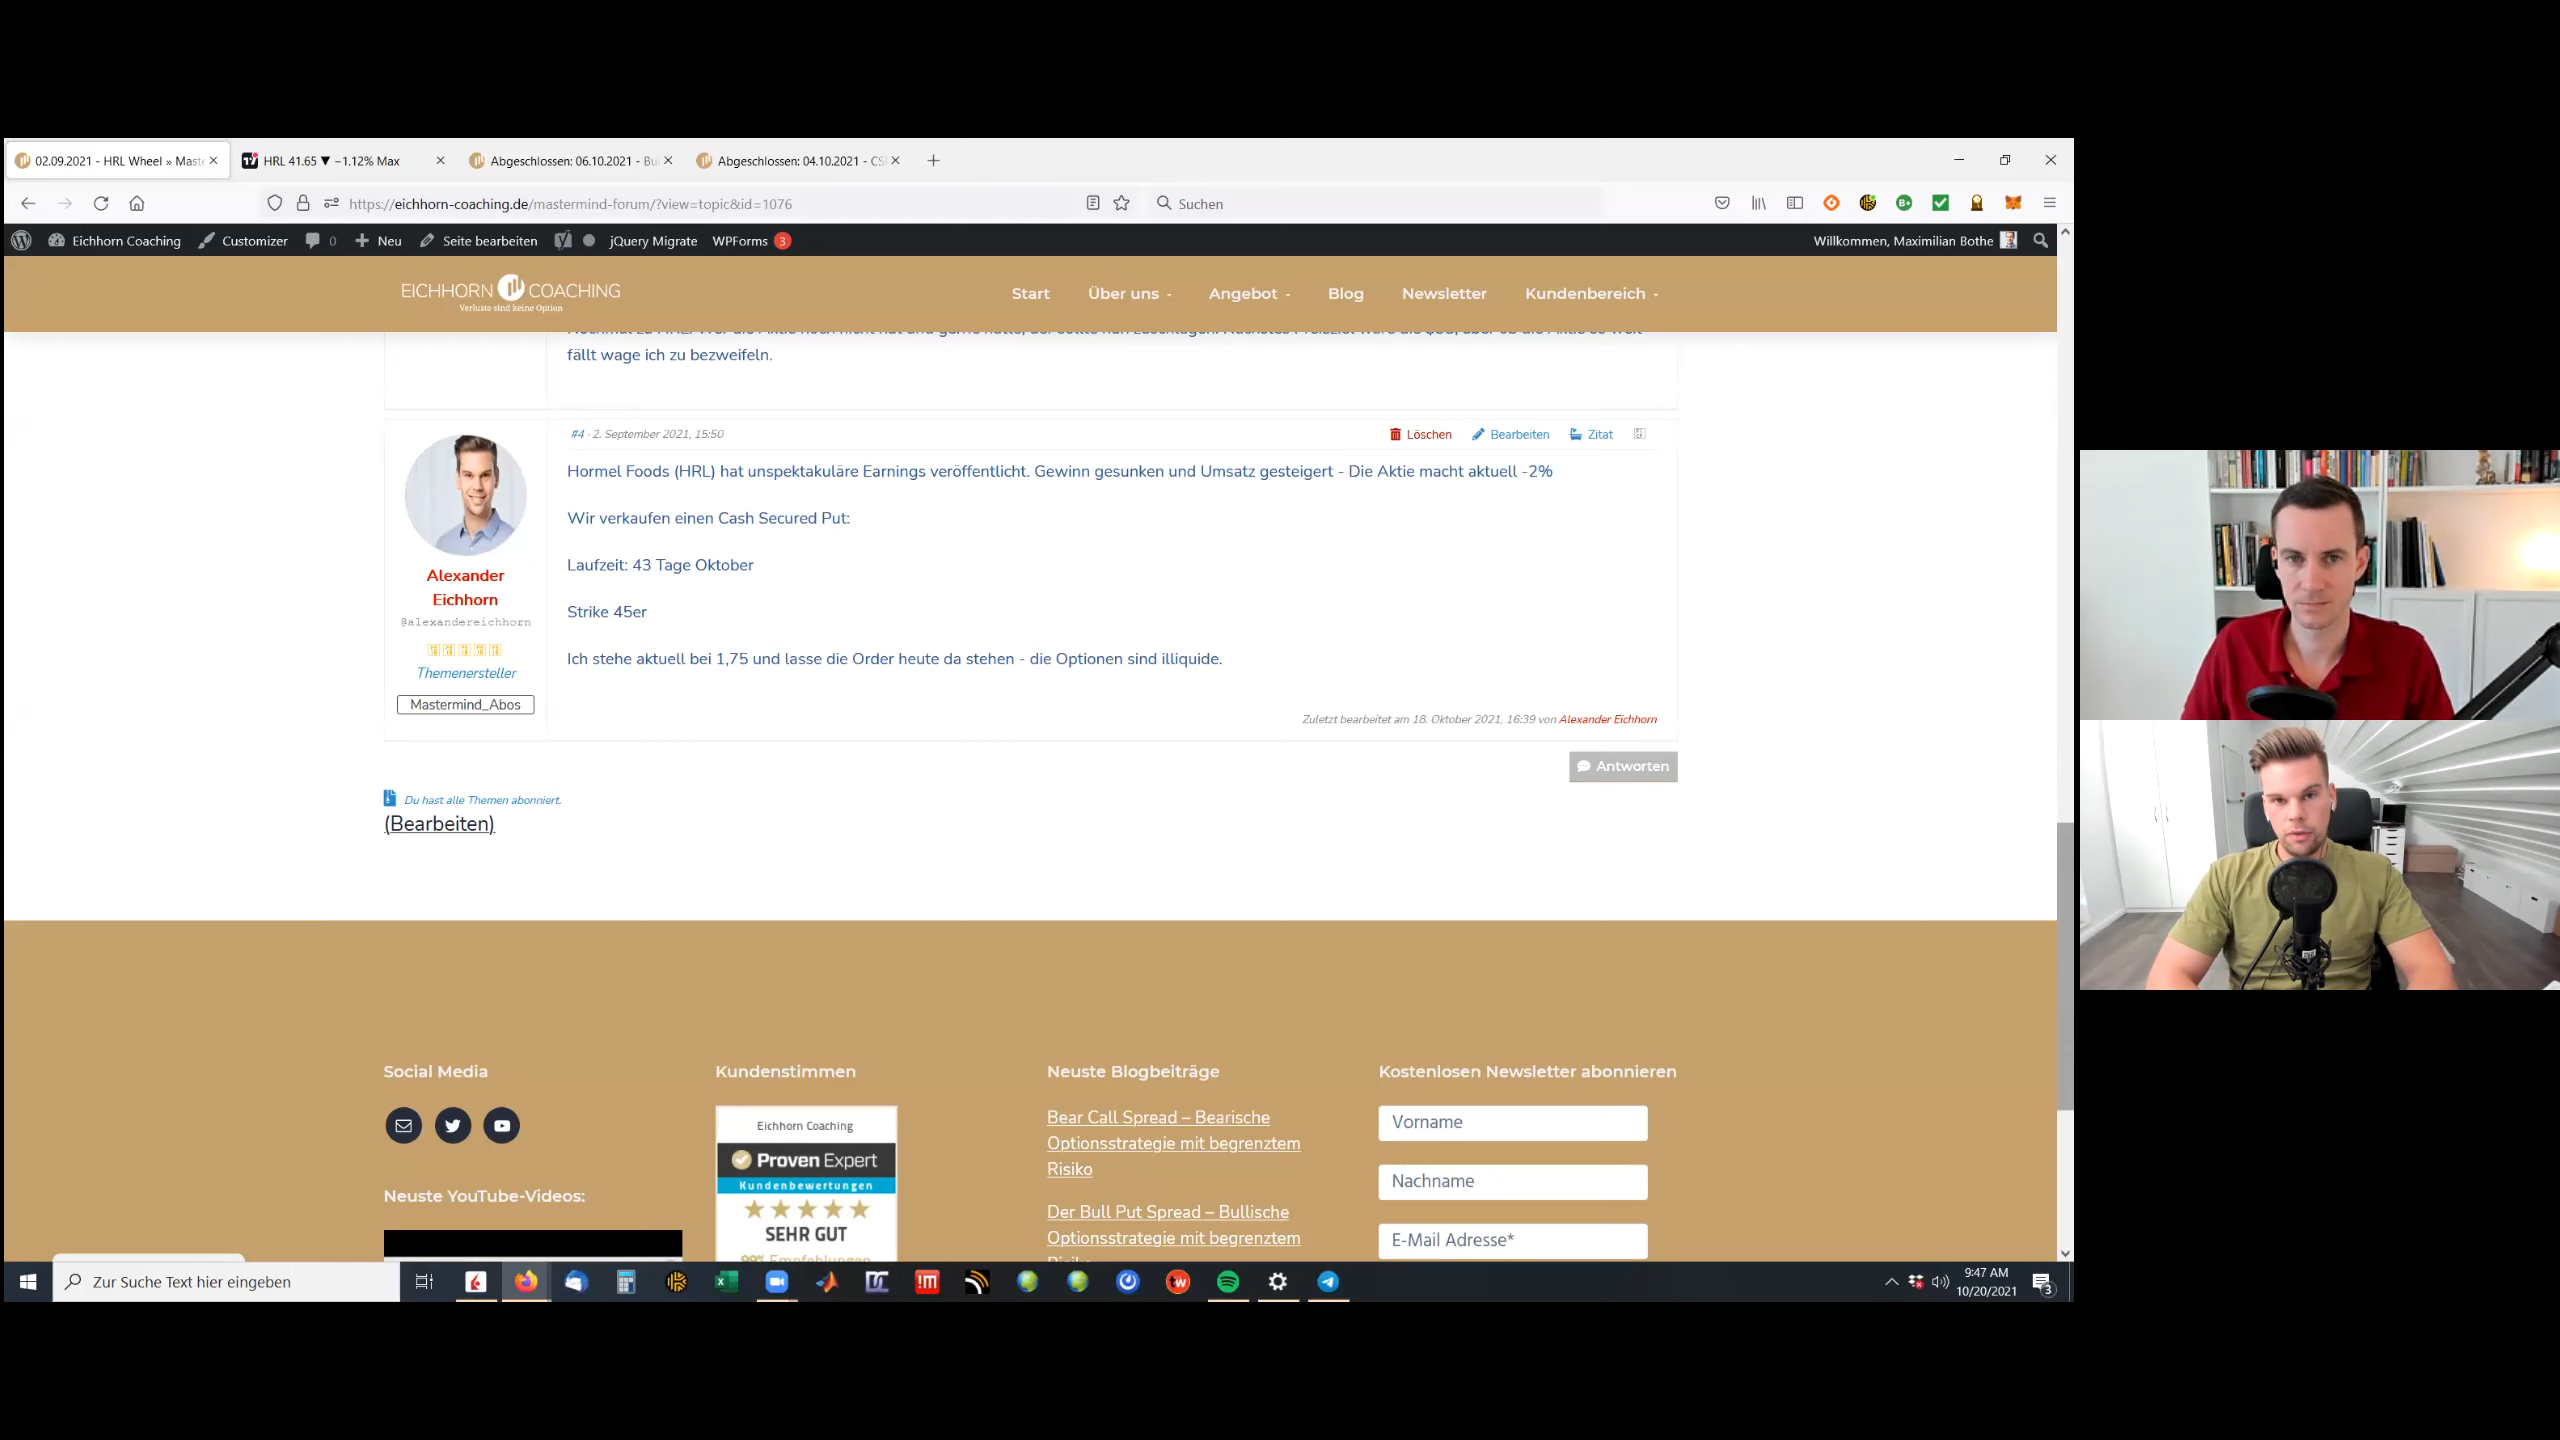 02.09.2021 - HRL Wheel » Maste
HRL 41.65 ▼ −1.12% Max
Abgeschlossen: 06.10.2021 - Bu
Abgeschlossen: 04.10.2021 - CS
https://eichhorn-coaching.de/mastermind-forum/?view=topic&id=1076
Suchen
Eichhorn Coaching
Customizer
0
Neu
Seite bearbeiten
jQuery Migrate
WPForms 3
Willkommen, Maximilian Bothe
EICHHORN COACHING
Verluste sind keine Option
Start
Über uns
Angebot
Blog
Newsletter
Kundenbereich
fällt wage ich zu bezweifeln.
#4 · 2. September 2021, 15:50
Löschen
Bearbeiten
Zitat
Hormel Foods (HRL) hat unspektakuläre Earnings veröffentlicht. Gewinn gesunken und Umsatz gesteigert - Die Aktie macht aktuell -2%
Wir verkaufen einen Cash Secured Put:
Laufzeit: 43 Tage Oktober
Strike 45er
Ich stehe aktuell bei 1,75 und lasse die Order heute da stehen - die Optionen sind illiquide.
Alexander
Eichhorn
@alexandereichhorn
Themenersteller
Mastermind_Abos
Zuletzt bearbeitet am 18. Oktober 2021, 16:39 von Alexander Eichhorn
Antworten
Du hast alle Themen abonniert.
(Bearbeiten)
Social Media
Neuste YouTube-Videos:
Kundenstimmen
Eichhorn Coaching
Proven Expert
Kundenbewertungen
SEHR GUT
99% Empfehlungen
Neuste Blogbeiträge
Bear Call Spread – Bearische
Optionsstrategie mit begrenztem
Risiko
Der Bull Put Spread – Bullische
Optionsstrategie mit begrenztem
Kostenlosen Newsletter abonnieren
Vorname
Nachname
E-Mail Adresse*
Zur Suche Text hier eingeben
9:47 AM
10/20/2021
3